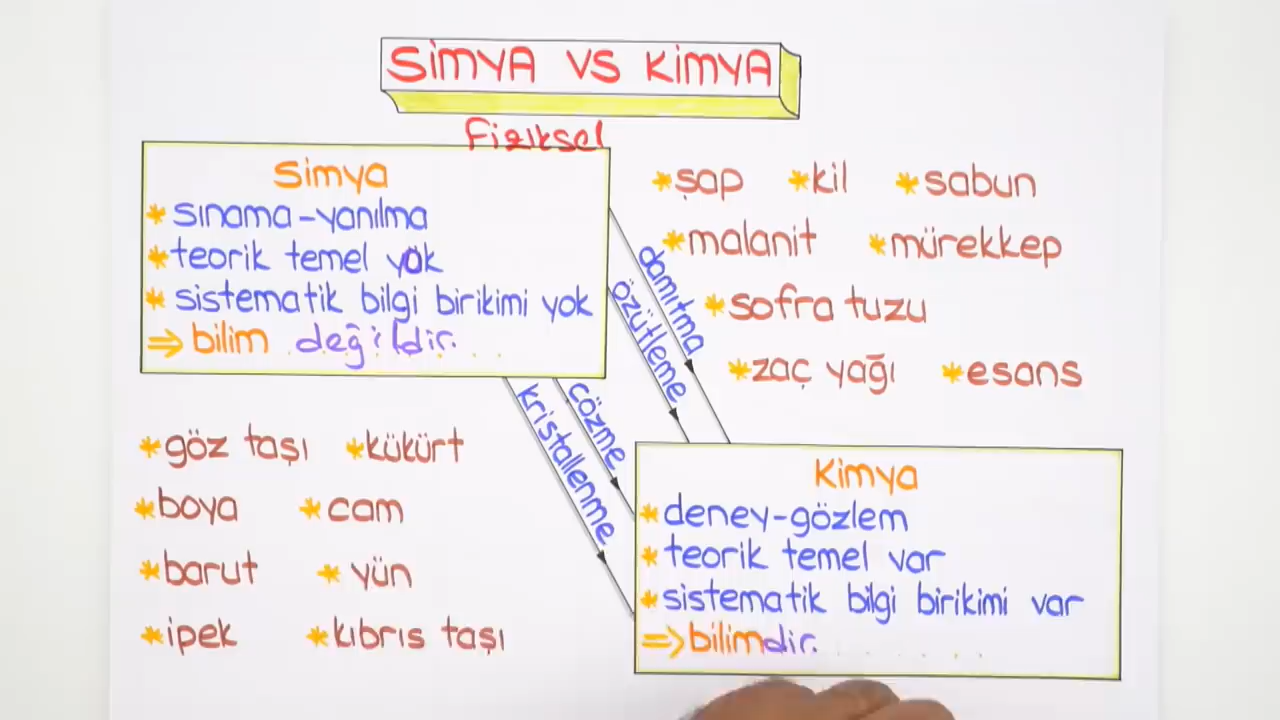 SİMYA VS KİMYA
Fiziksel
Simya
* sınama-yanılma
* teorik temel yok
* sistematik bilgi birikimi yok
⇒ bilim değildir.
* şap * kil * sabun
* malanit * mürekkep
* sofra tuzu
* zaç yağı * esans
damıtma
özütleme
çözme
kristallenme
* göz taşı * kükürt
* boya * cam
* barut * yün
* ipek * kıbrıs taşı
Kimya
* deney-gözlem
* teorik temel var
* sistematik bilgi birikimi var
⇒ bilimdir.